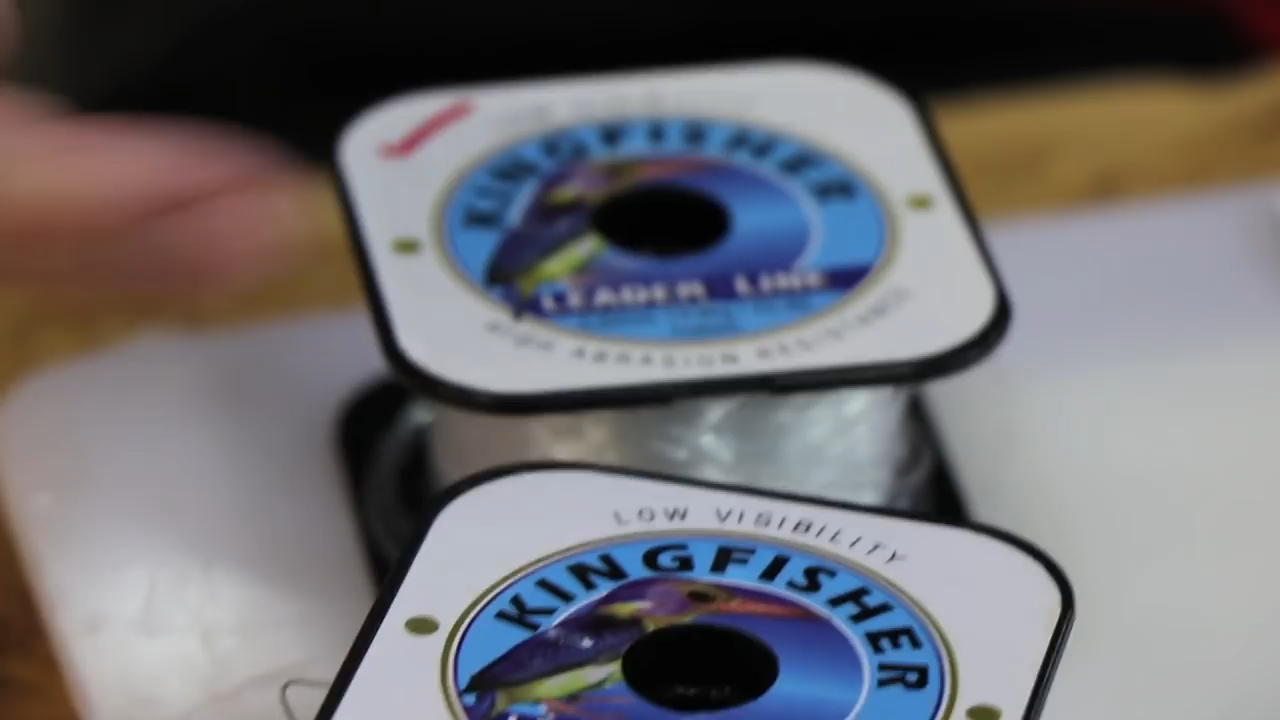 KINGFISHER
LEADER LINE
HIGH ABRASION RESISTANCE
LOW VISIBILITY
KINGFISHER